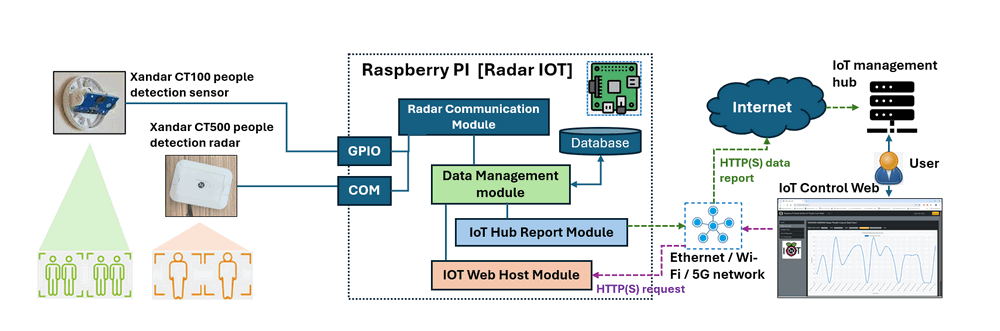 Xandar CT100 people
detection sensor
Xandar CT500 people
detection radar
Raspberry PI [Radar IOT]
Radar Communication
Module
GPIO
COM
Database
Data Management
module
IoT Hub Report Module
IOT Web Host Module
HTTP(S) request
Internet
HTTP(S) data
report
Ethernet / Wi-
Fi / 5G network
IoT management
hub
User
IoT Control Web